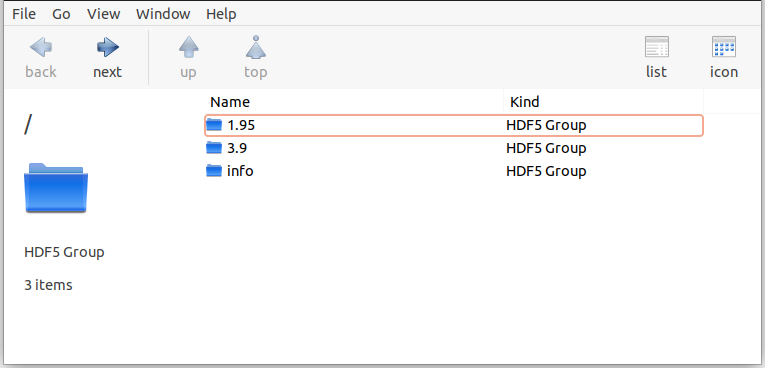 File Go View Window Help
back next up top list icon
Name Kind
/
1.95 HDF5 Group
3.9 HDF5 Group
info HDF5 Group
HDF5 Group
3 items